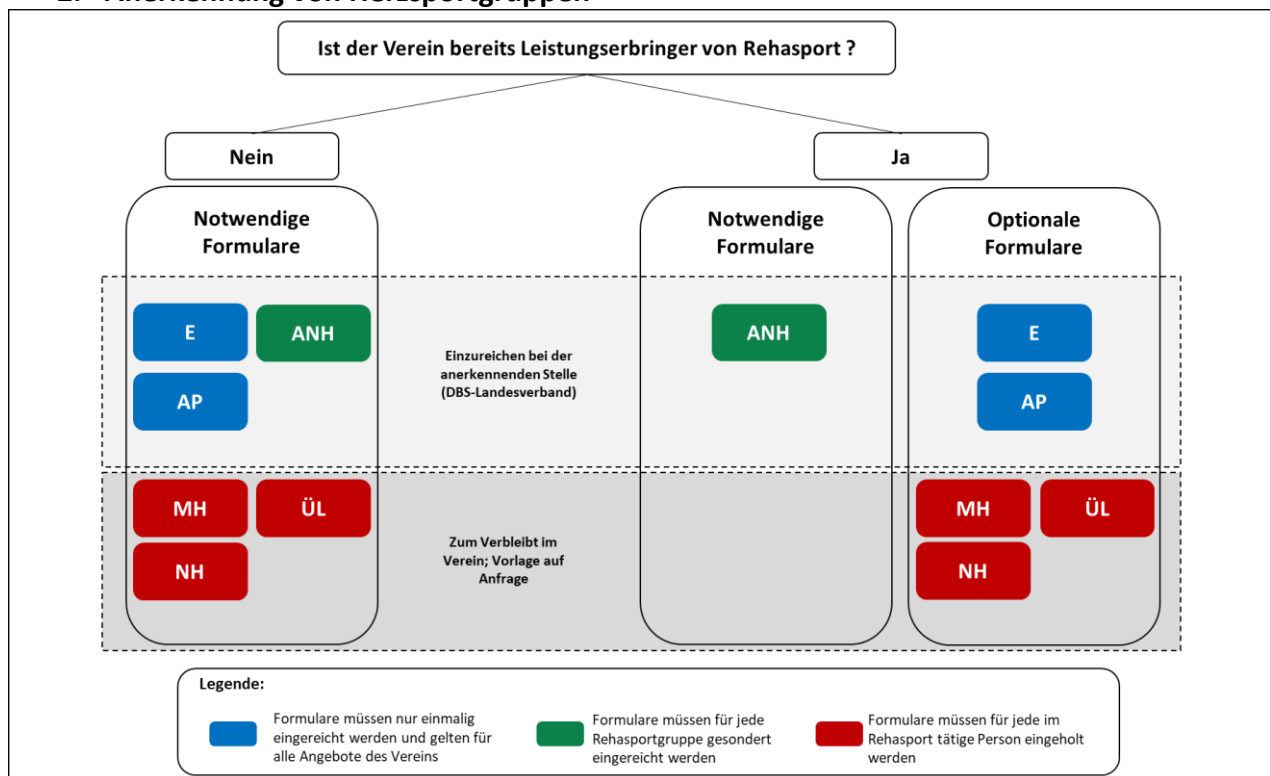 Anerkennung von Herzsportgruppen
Ist der Verein bereits Leistungserbringer von Rehasport ?
Nein
Ja
Notwendige
Formulare
Notwendige
Formulare
Optionale
Formulare
E
ANH
AP
Einzureichen bei der
anerkennenden Stelle
(DBS-Landesverband)
ANH
E
AP
MH
ÜL
NH
Zum Verbleibt im
Verein; Vorlage auf
Anfrage
MH
ÜL
NH
Legende:
Formulare müssen nur einmalig
eingereicht werden und gelten für
alle Angebote des Vereins
Formulare müssen für jede
Rehasportgruppe gesondert
eingereicht werden
Formulare müssen für jede im
Rehasport tätige Person eingeholt
werden